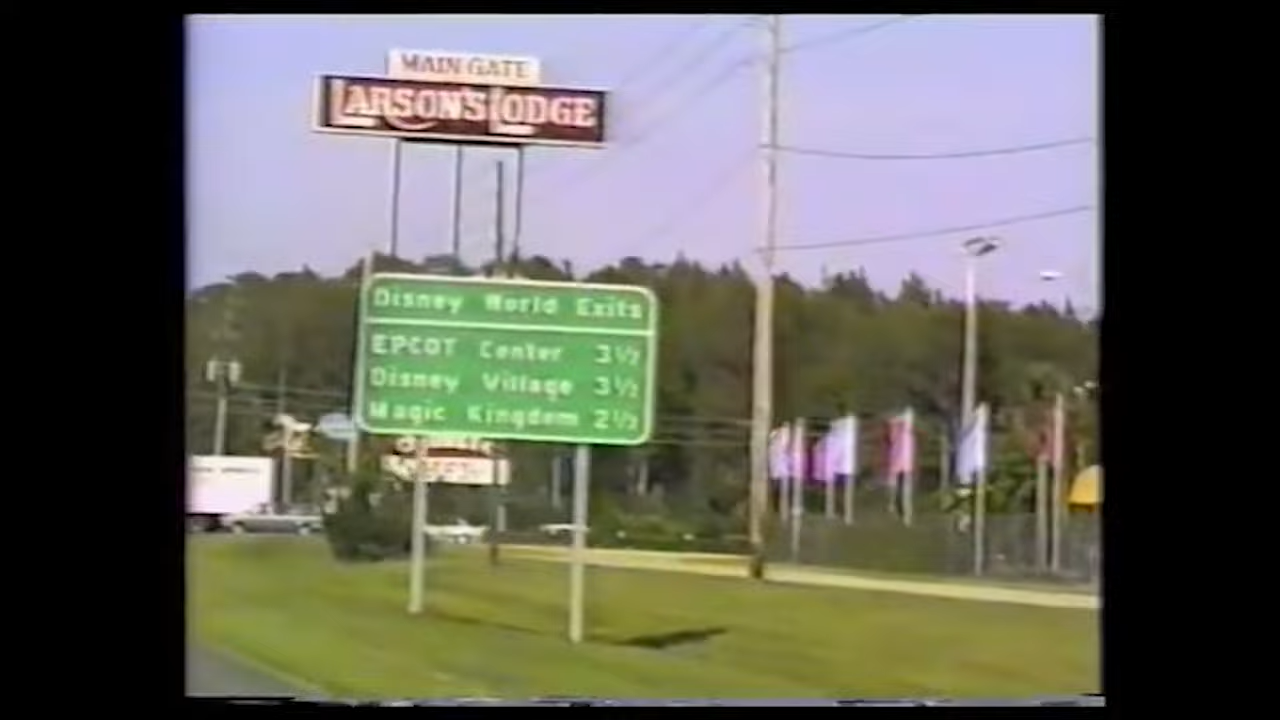 MAIN GATE
LARSON'S LODGE
Disney World Exits
EPCOT Center 3½
Disney Village 3½
Magic Kingdom 2½